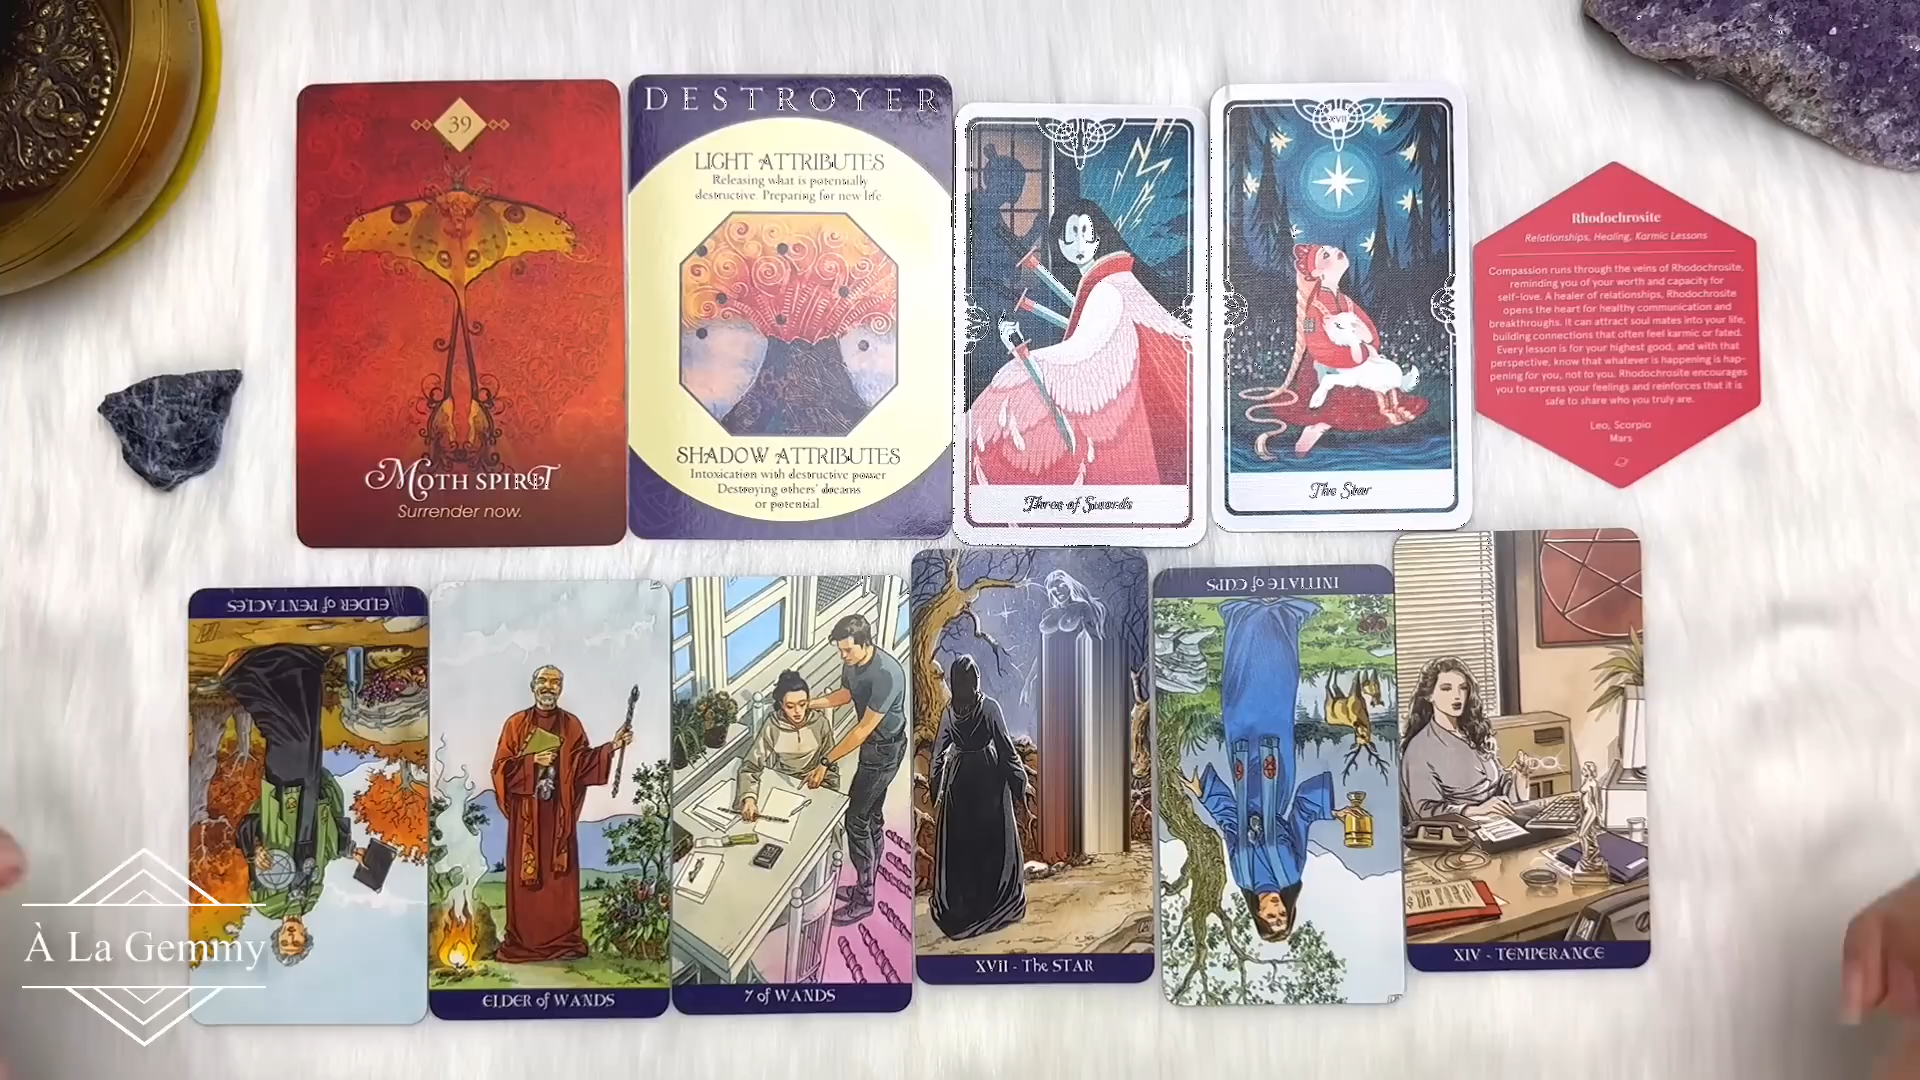 39
MOTH SPIRIT
Surrender now.
DESTROYER
LIGHT ATTRIBUTES
Releasing what is potentially
destructive. Preparing for new life.
SHADOW ATTRIBUTES
Intoxication with destructive power
Destroying others' dreams
or potential
Three of Swords
XVII
The Star
Rhodochrosite
Relationships, Healing, Karmic Lessons
Compassion runs through the veins of Rhodochrosite,
reminding you of your worth and capacity for
self-love. A healer of relationships, Rhodochrosite
opens the heart for healthy communication and
breakthroughs. It can attract soul mates into your life,
building connections that often feel karmic or fated.
Every lesson is for your highest good, and with that
perspective, know that whatever is happening is hap-
pening for you, not to you. Rhodochrosite encourages
you to express your feelings and reinforces that it is
safe to share who you truly are.
Leo, Scorpio
Mars
ELDER of PENTACLES
ELDER of WANDS
7 of WANDS
XVII - The STAR
INITIATE of CUPS
XIV - TEMPERANCE
À La Gemmy